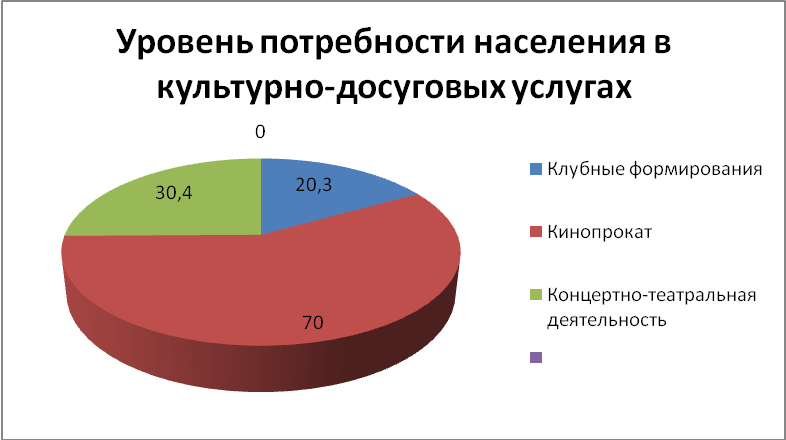 Уровень потребности населения в
культурно-досуговых услугах
0
20,3
30,4
70
Клубные формирования
Кинопрокат
Концертно-театральная
деятельность